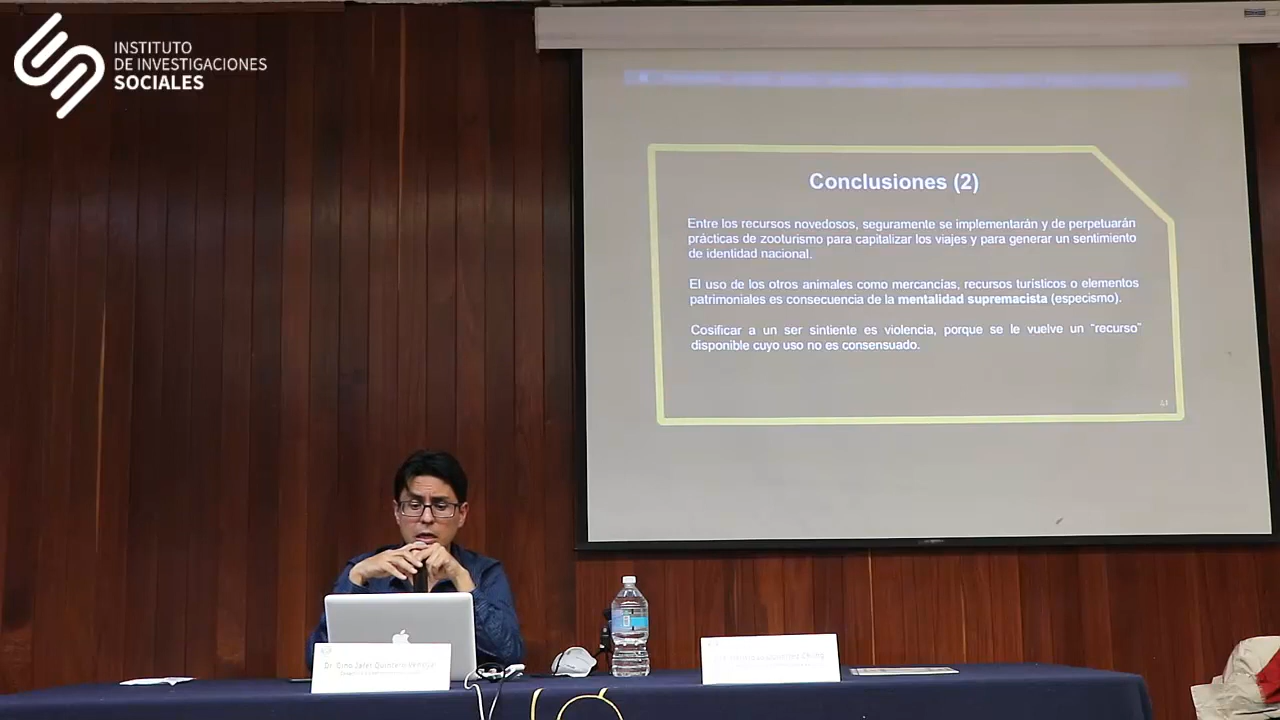 INSTITUTO
DE INVESTIGACIONES
SOCIALES
Conclusiones (2)
Entre los recursos novedosos, seguramente se implementarán y de perpetuarán
prácticas de zooturismo para capitalizar los viajes y para generar un sentimiento
de identidad nacional.
El uso de los otros animales como mercancías, recursos turísticos o elementos
patrimoniales es consecuencia de la mentalidad supremacista (especismo).
Cosificar a un ser sintiente es violencia, porque se le vuelve un "recurso"
disponible cuyo uso no es consensuado.
Dr.